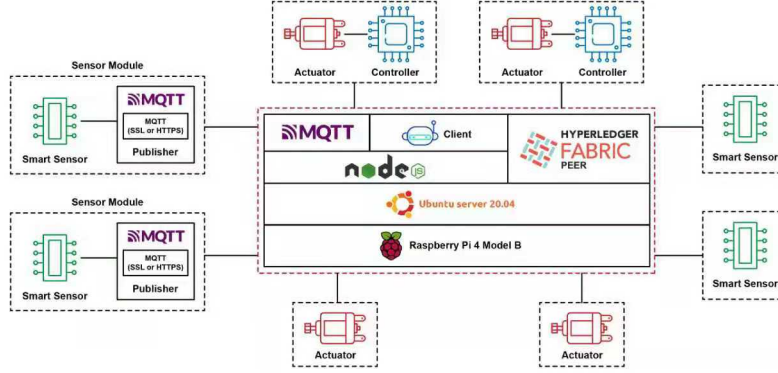 Actuator
Controller
Actuator
Controller
Sensor Module
MQTT
MQTT
(SSL or HTTPS)
Publisher
Smart Sensor
MQTT
Client
HYPERLEDGER
FABRIC
PEER
node
JS
Smart Sensor
Ubuntu server 20.04
Sensor Module
MQTT
MQTT
(SSL or HTTPS)
Publisher
Smart Sensor
Raspberry Pi 4 Model B
Smart Sensor
Actuator
Actuator